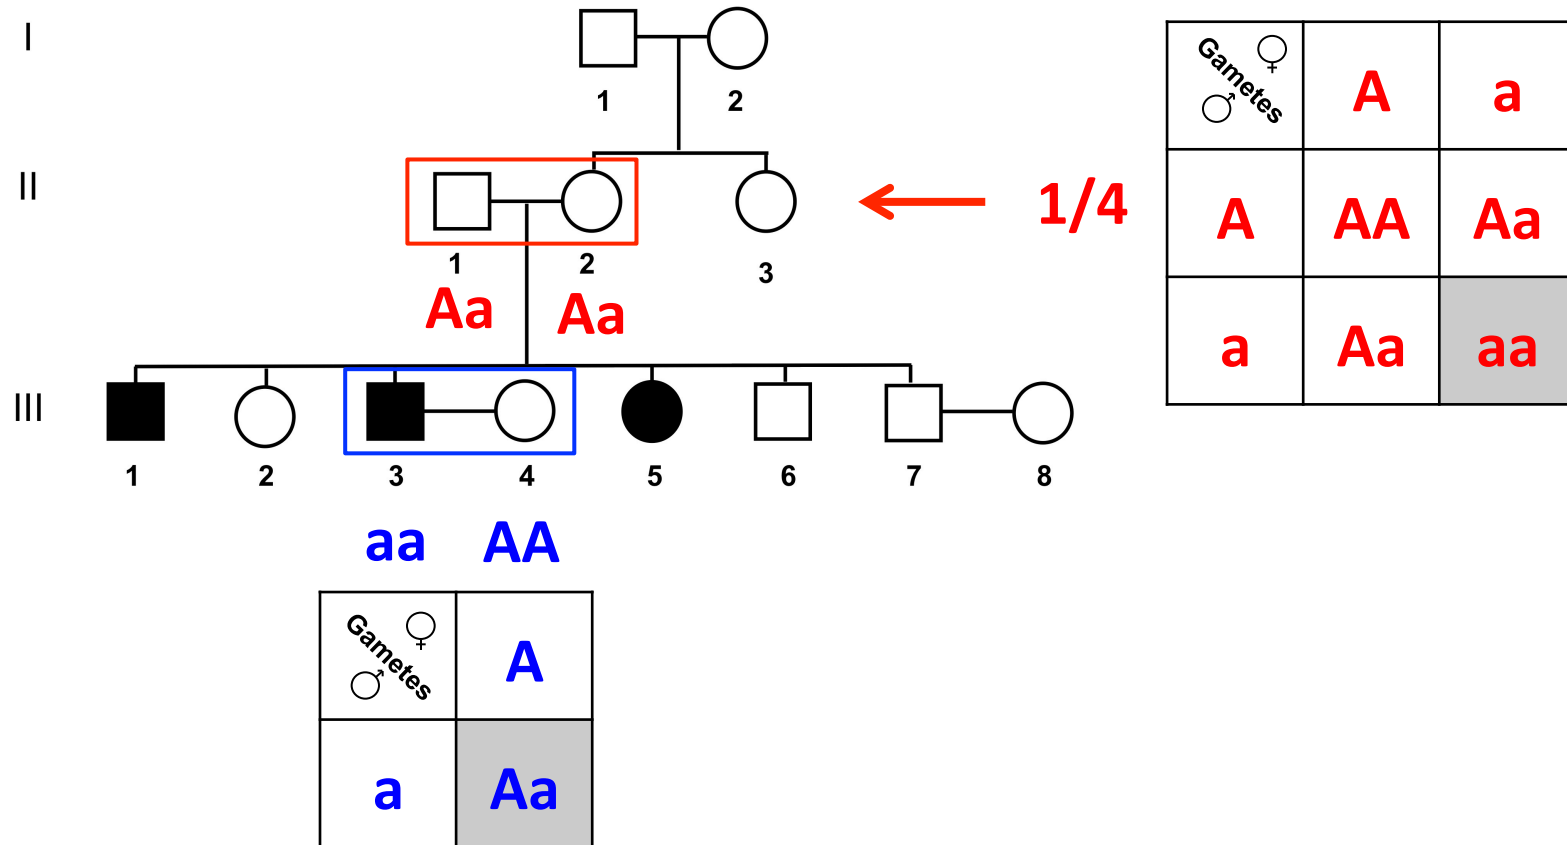 I
1 2
Gametes ♀ ♂ A a
II
1/4
A AA Aa
1 2 3
Aa Aa
a Aa aa
III
1 2 3 4 5 6 7 8
aa AA
Gametes ♀ ♂ A
a Aa